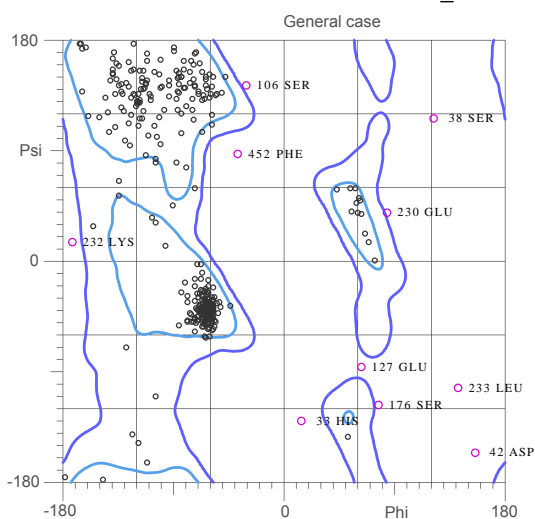 General case
180
106 SER
38 SER
Psi
452 PHE
230 GLU
232 LYS
0
127 GLU
233 LEU
176 SER
33 HIS
42 ASP
-180
-180
0
Phi
180